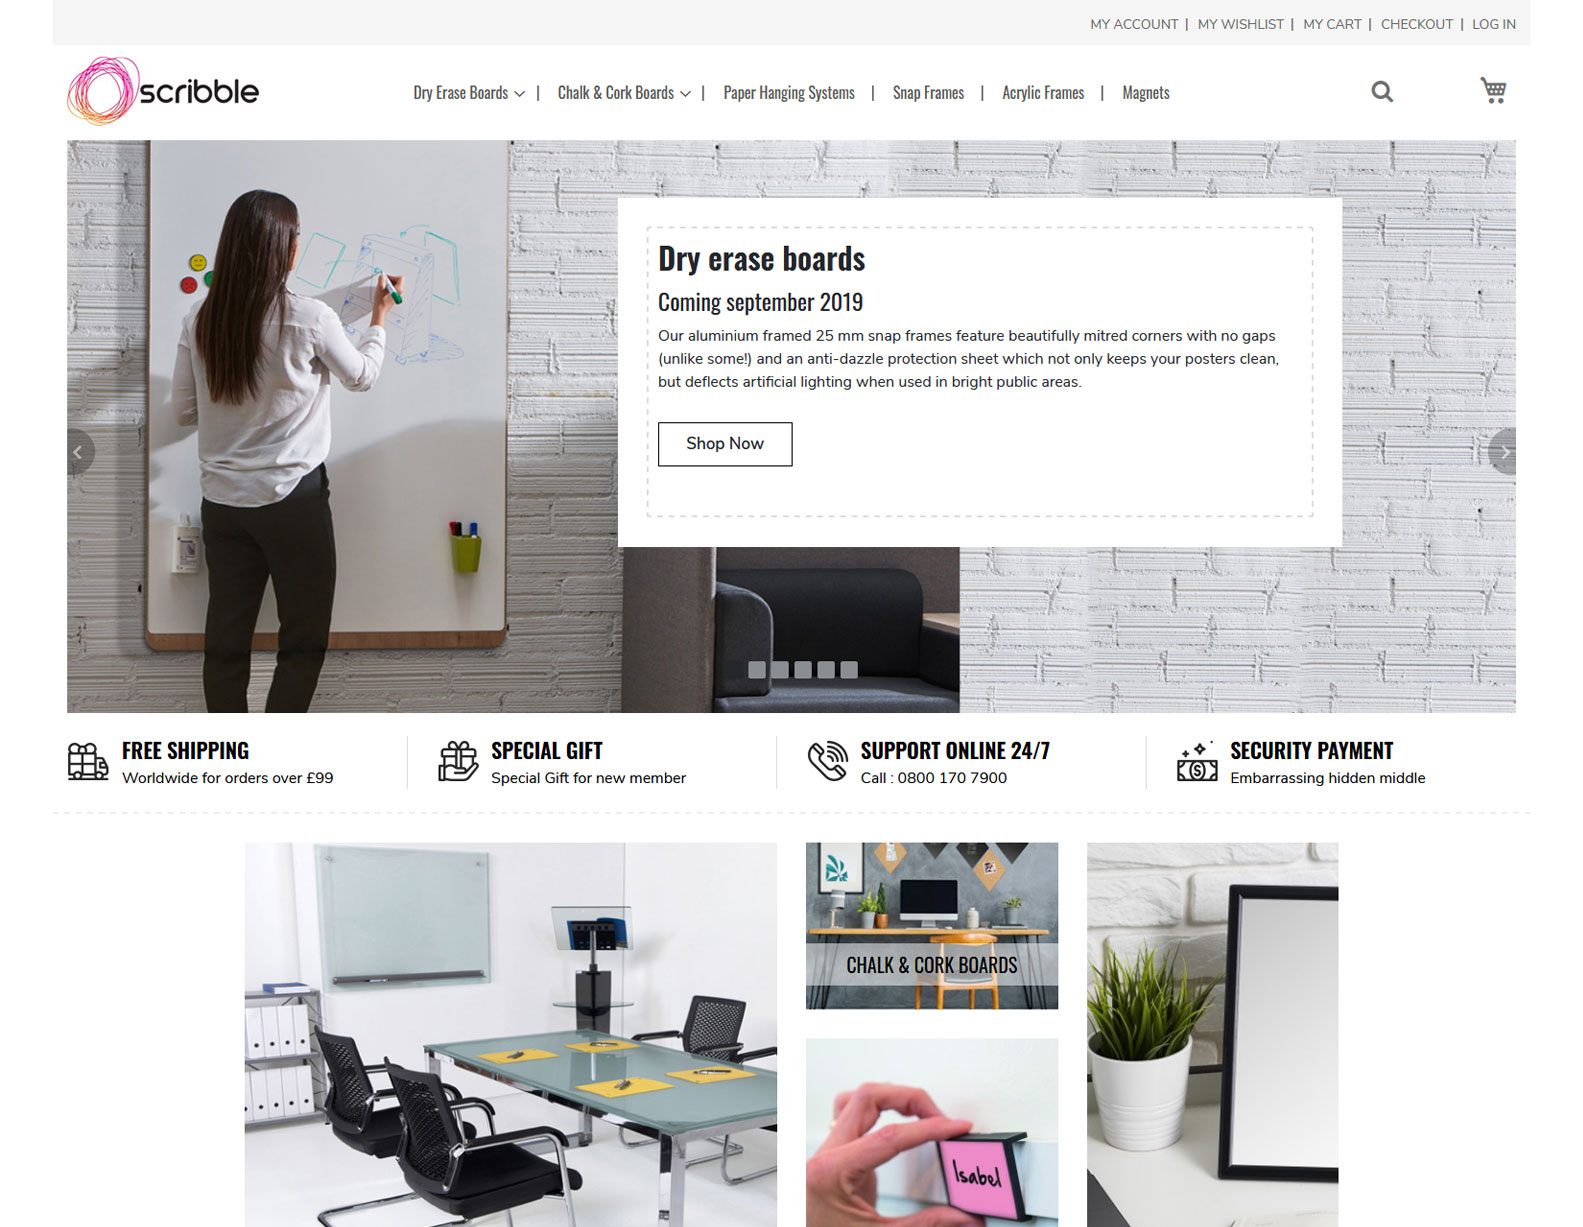 MY ACCOUNT | MY WISHLIST | MY CART | CHECKOUT | LOG IN
scribble
Dry Erase Boards | Chalk & Cork Boards | Paper Hanging Systems | Snap Frames | Acrylic Frames | Magnets
Dry erase boards
Coming september 2019
Our aluminium framed 25 mm snap frames feature beautifully mitred corners with no gaps
(unlike some!) and an anti-dazzle protection sheet which not only keeps your posters clean,
but deflects artificial lighting when used in bright public areas.
Shop Now
FREE SHIPPING
Worldwide for orders over £99
SPECIAL GIFT
Special Gift for new member
SUPPORT ONLINE 24/7
Call : 0800 170 7900
SECURITY PAYMENT
Embarrassing hidden middle
CHALK & CORK BOARDS
Isabel